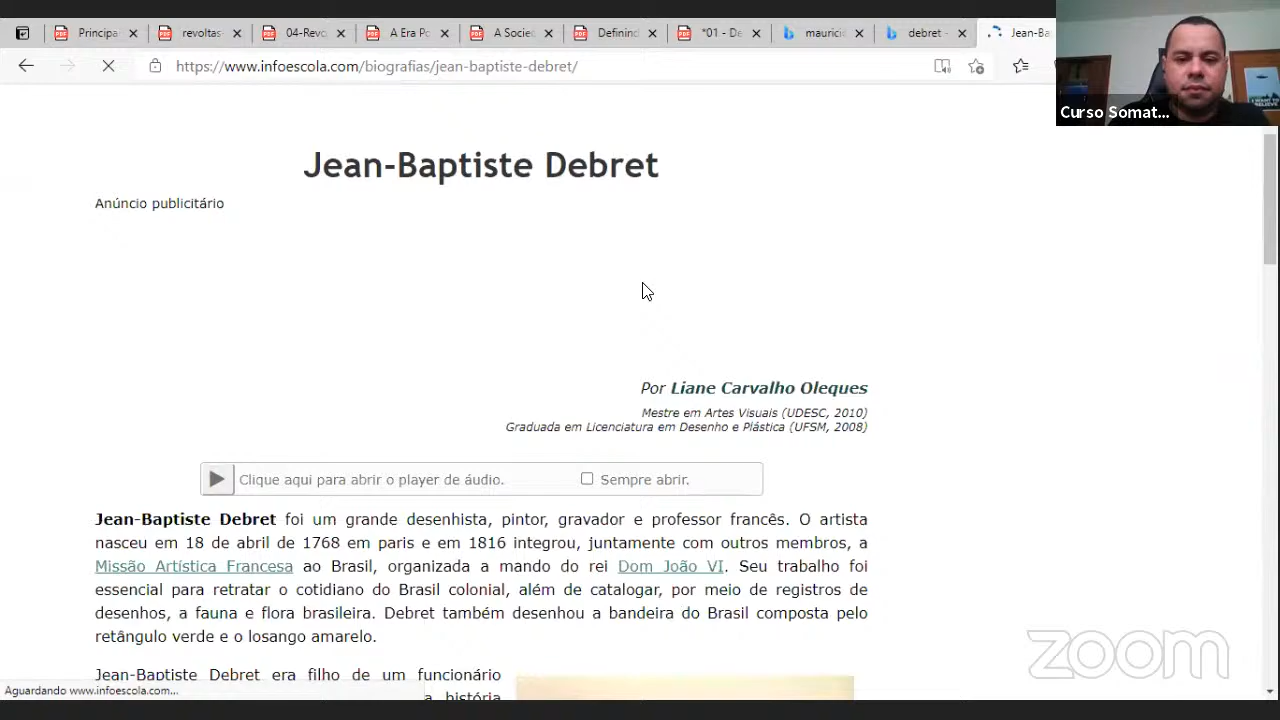 Principa
revoltas
04-Revo
A Era Po
A Socied
Definind
*01 - De
maurici
debret -
Jean-Ba
https://www.infoescola.com/biografias/jean-baptiste-debret/
I WANT TO
BELIEVE
Curso Somat...
Jean-Baptiste Debret
Anúncio publicitário
Por Liane Carvalho Oleques
Mestre em Artes Visuais (UDESC, 2010)
Graduada em Licenciatura em Desenho e Plástica (UFSM, 2008)
Clique aqui para abrir o player de áudio.
Sempre abrir.
Jean-Baptiste Debret foi um grande desenhista, pintor, gravador e professor francês. O artista
nasceu em 18 de abril de 1768 em paris e em 1816 integrou, juntamente com outros membros, a
Missão Artística Francesa ao Brasil, organizada a mando do rei Dom João VI. Seu trabalho foi
essencial para retratar o cotidiano do Brasil colonial, além de catalogar, por meio de registros de
desenhos, a fauna e flora brasileira. Debret também desenhou a bandeira do Brasil composta pelo
retângulo verde e o losango amarelo.
Jean-Baptiste Debret era filho de um funcionário
a história
Aguardando www.infoescola.com...
zoom